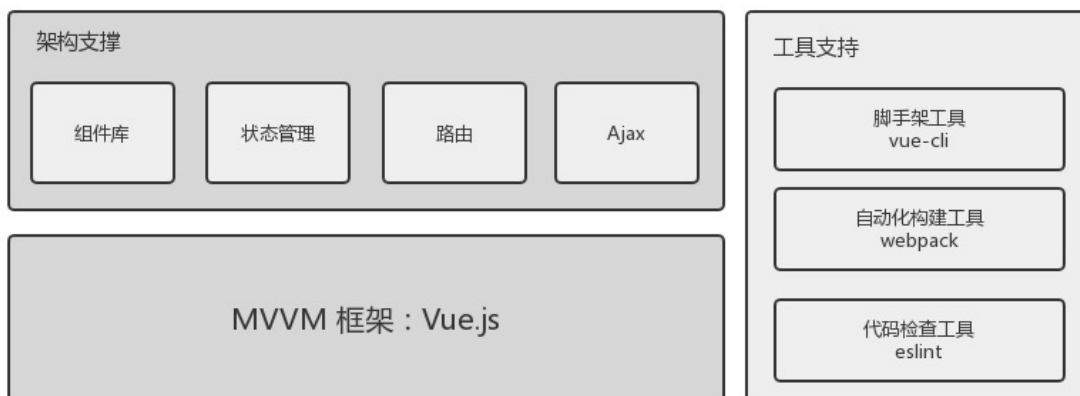 架构支撑
组件库
状态管理
路由
Ajax
MVVM 框架：Vue.js
工具支持
脚手架工具
vue-cli
自动化构建工具
webpack
代码检查工具
eslint